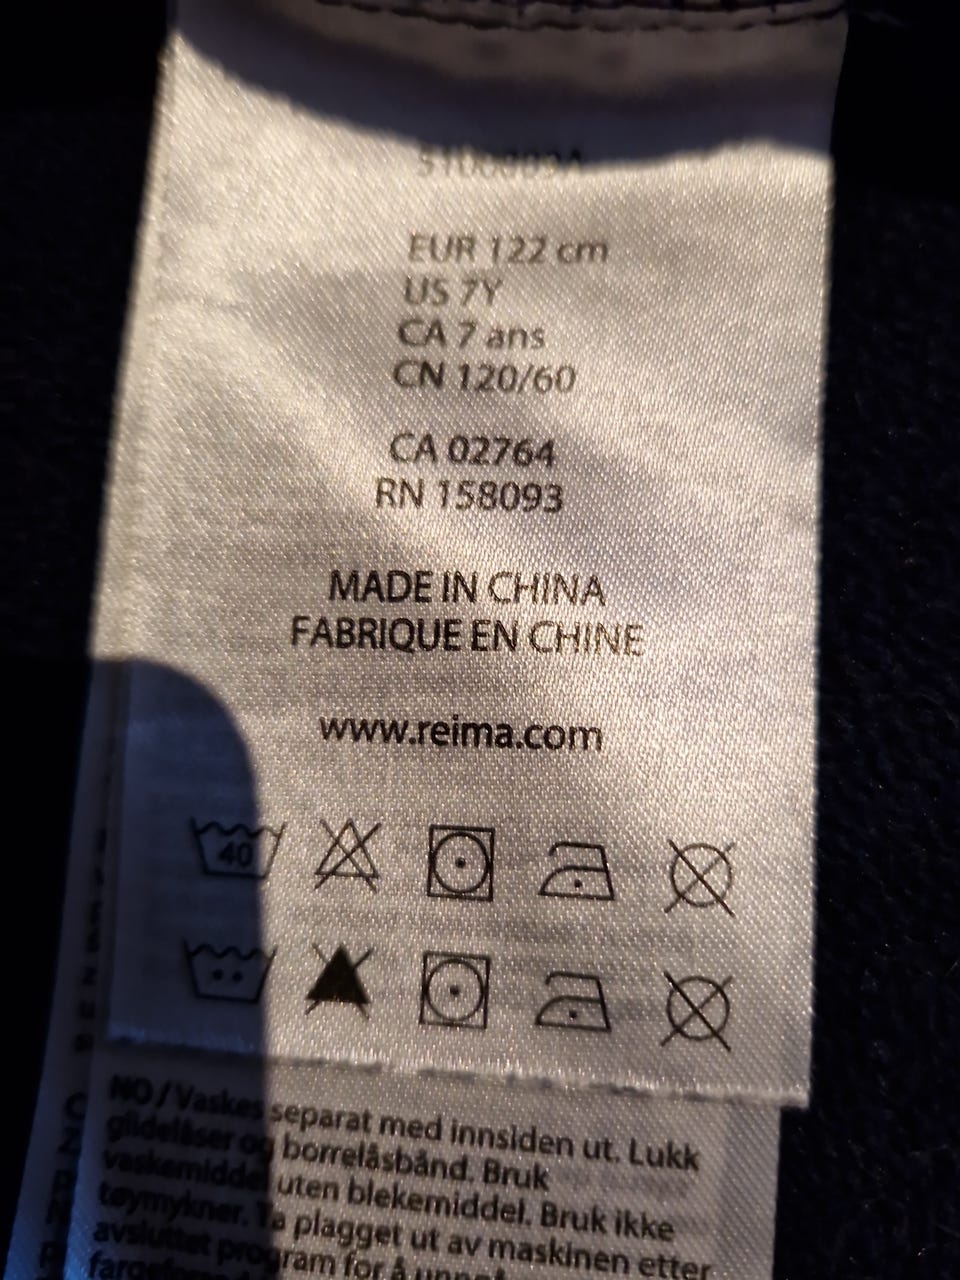 EUR 122 cm
US 7Y
CA 7 ans
CN 120/60
CA 02764
RN 158093
MADE IN CHINA
FABRIQUE EN CHINE
www.reima.com
40
NO / Vaskes separat med innsiden ut. Lukk
glidelåser og borrelåsbånd. Bruk
vaskemiddel uten blekemiddel. Bruk ikke
tøymykner. Ta plagget ut av maskinen etter
avsluttet program for å